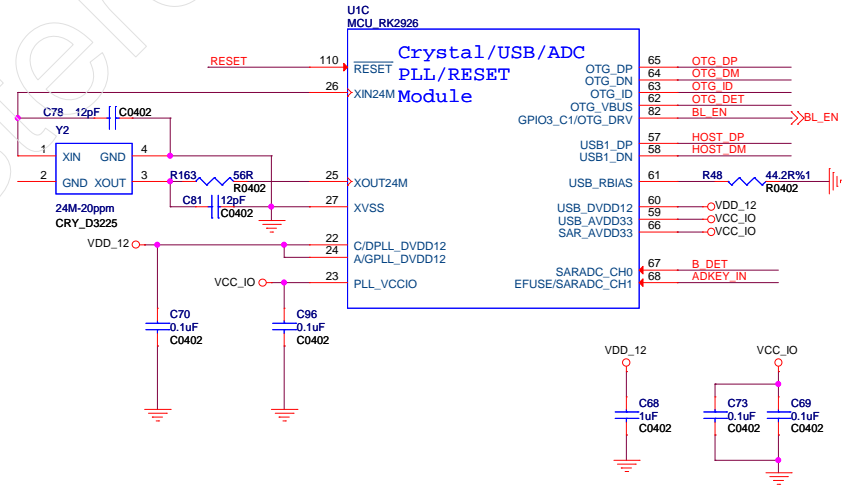 U1C
MCU_RK2926
Crystal/USB/ADC
PLL/RESET
Module
RESET
110
RESET
26
XIN24M
C78
12pF
C0402
Y2
1
XIN
GND
4
2
GND
XOUT
3
24M-20ppm
CRY_D3225
R163
56R
R0402
25
XOUT24M
C81
12pF
C0402
27
XVSS
VDD_12
22
C/DPLL_DVDD12
24
A/GPLL_DVDD12
VCC_IO
23
PLL_VCCIO
C70
0.1uF
C0402
C96
0.1uF
C0402
OTG_DP
65
OTG_DP
OTG_DN
64
OTG_DM
OTG_ID
63
OTG_ID
OTG_VBUS
62
OTG_DET
GPIO3_C1/OTG_DRV
82
BL_EN
BL_EN
USB1_DP
57
HOST_DP
USB1_DN
58
HOST_DM
USB_RBIAS
61
R48
44.2R%1
R0402
USB_DVDD12
60
VDD_12
USB_AVDD33
59
VCC_IO
SAR_AVDD33
66
VCC_IO
SARADC_CH0
67
B_DET
EFUSE/SARADC_CH1
68
ADKEY_IN
VDD_12
C68
1uF
C0402
VCC_IO
C73
0.1uF
C0402
C69
0.1uF
C0402